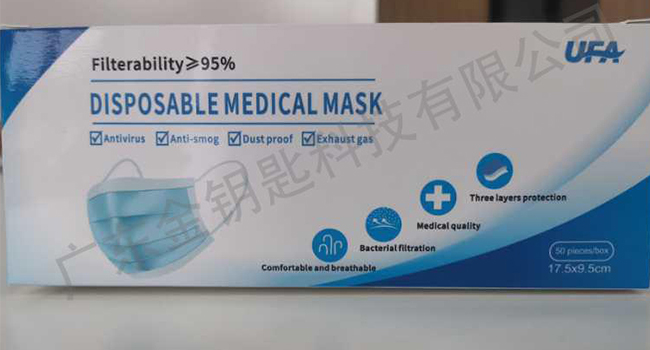 Filterability≥95%
UFA
DISPOSABLE MEDICAL MASK
Antivirus Anti-smog Dust proof Exhaust gas
Three layers protection
Medical quality
Bacterial filtration
Comfortable and breathable
50 pieces/box
17.5x9.5cm
广东金钥匙科技有限公司